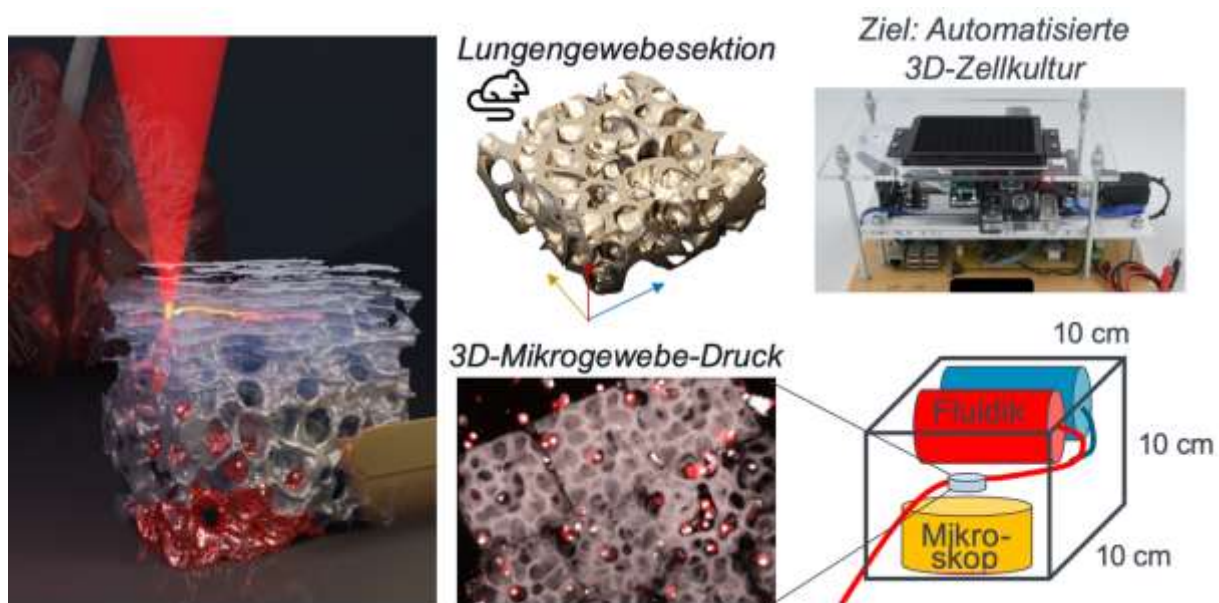 Lungengewebesektion
Ziel: Automatisierte
3D-Zellkultur
3D-Mikrogewebe-Druck
10 cm
Fluidik
10 cm
Mikro-
skop
10 cm